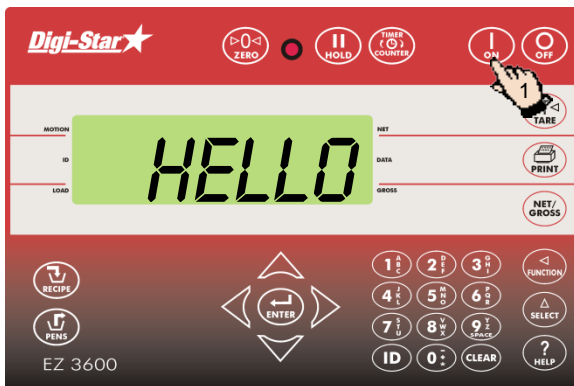 Digi-Star
▷0◁ ZERO
HOLD
TIMER COUNTER
ON
OFF
1
TARE
MOTION
NET
ID
DATA
PRINT
LOAD
GROSS
NET/
GROSS
RECIPE
1 A B C
2 D E F
3 G H I
FUNCTION
ENTER
4 J K L
5 M N O
6 P Q R
SELECT
PENS
7 S T U
8 V W X
9 Y Z SPACE
EZ 3600
ID
0 - . *
CLEAR
? HELP
HELLO